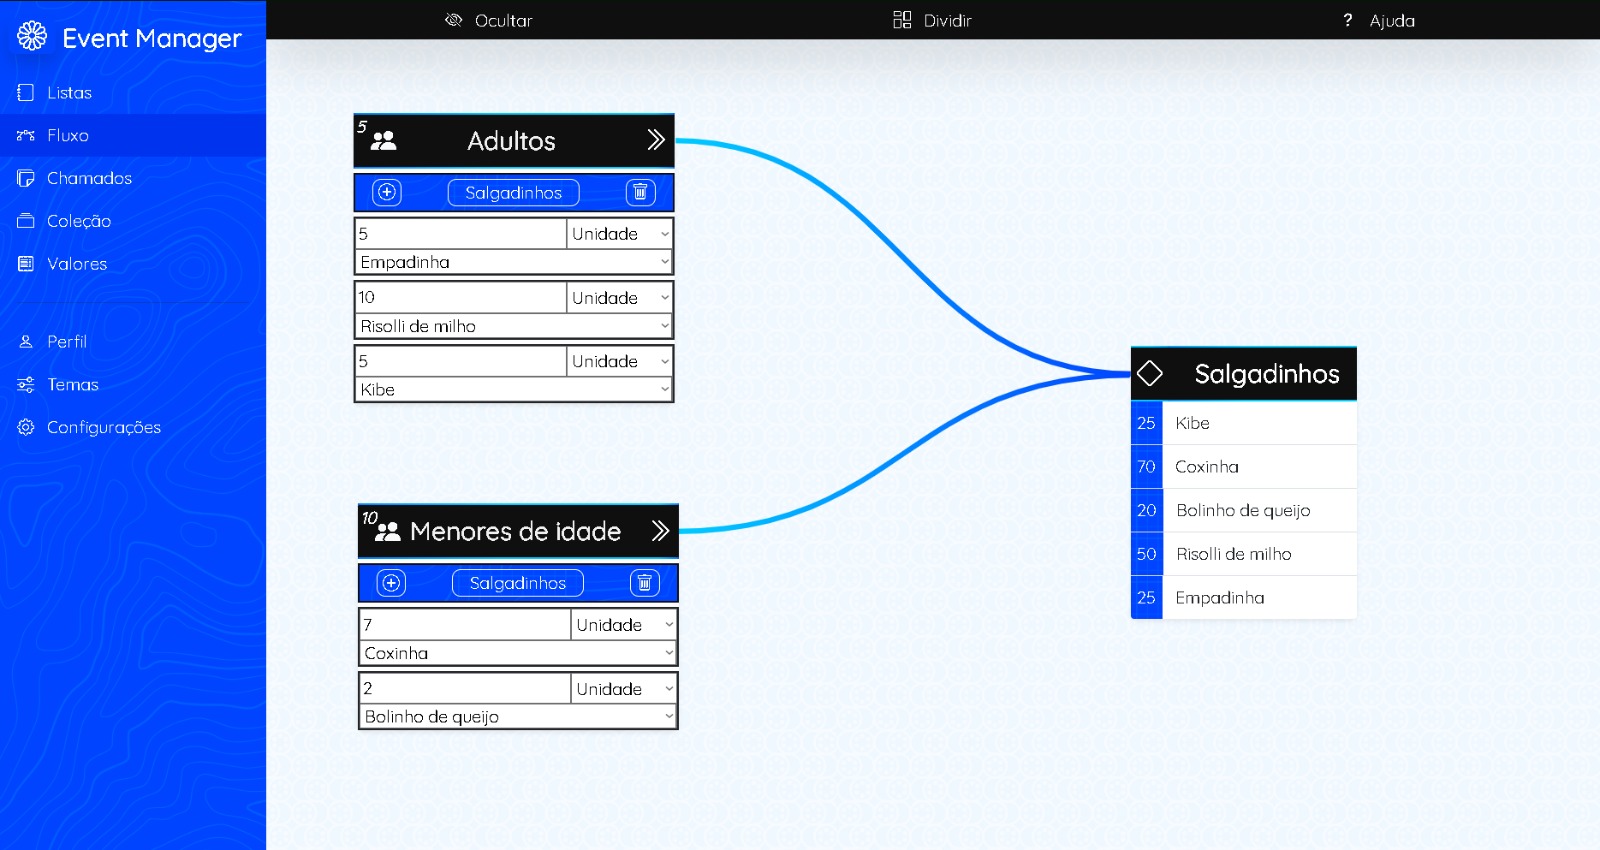 Event Manager
Listas
Fluxo
Chamados
Coleção
Valores
Perfil
Temas
Configurações
Ocultar
Dividir
? Ajuda
5
Adultos
Salgadinhos
5 Unidade
Empadinha
10 Unidade
Risolli de milho
5 Unidade
Kibe
10
Menores de idade
Salgadinhos
7 Unidade
Coxinha
2 Unidade
Bolinho de queijo
Salgadinhos
25 Kibe
70 Coxinha
20 Bolinho de queijo
50 Risolli de milho
25 Empadinha